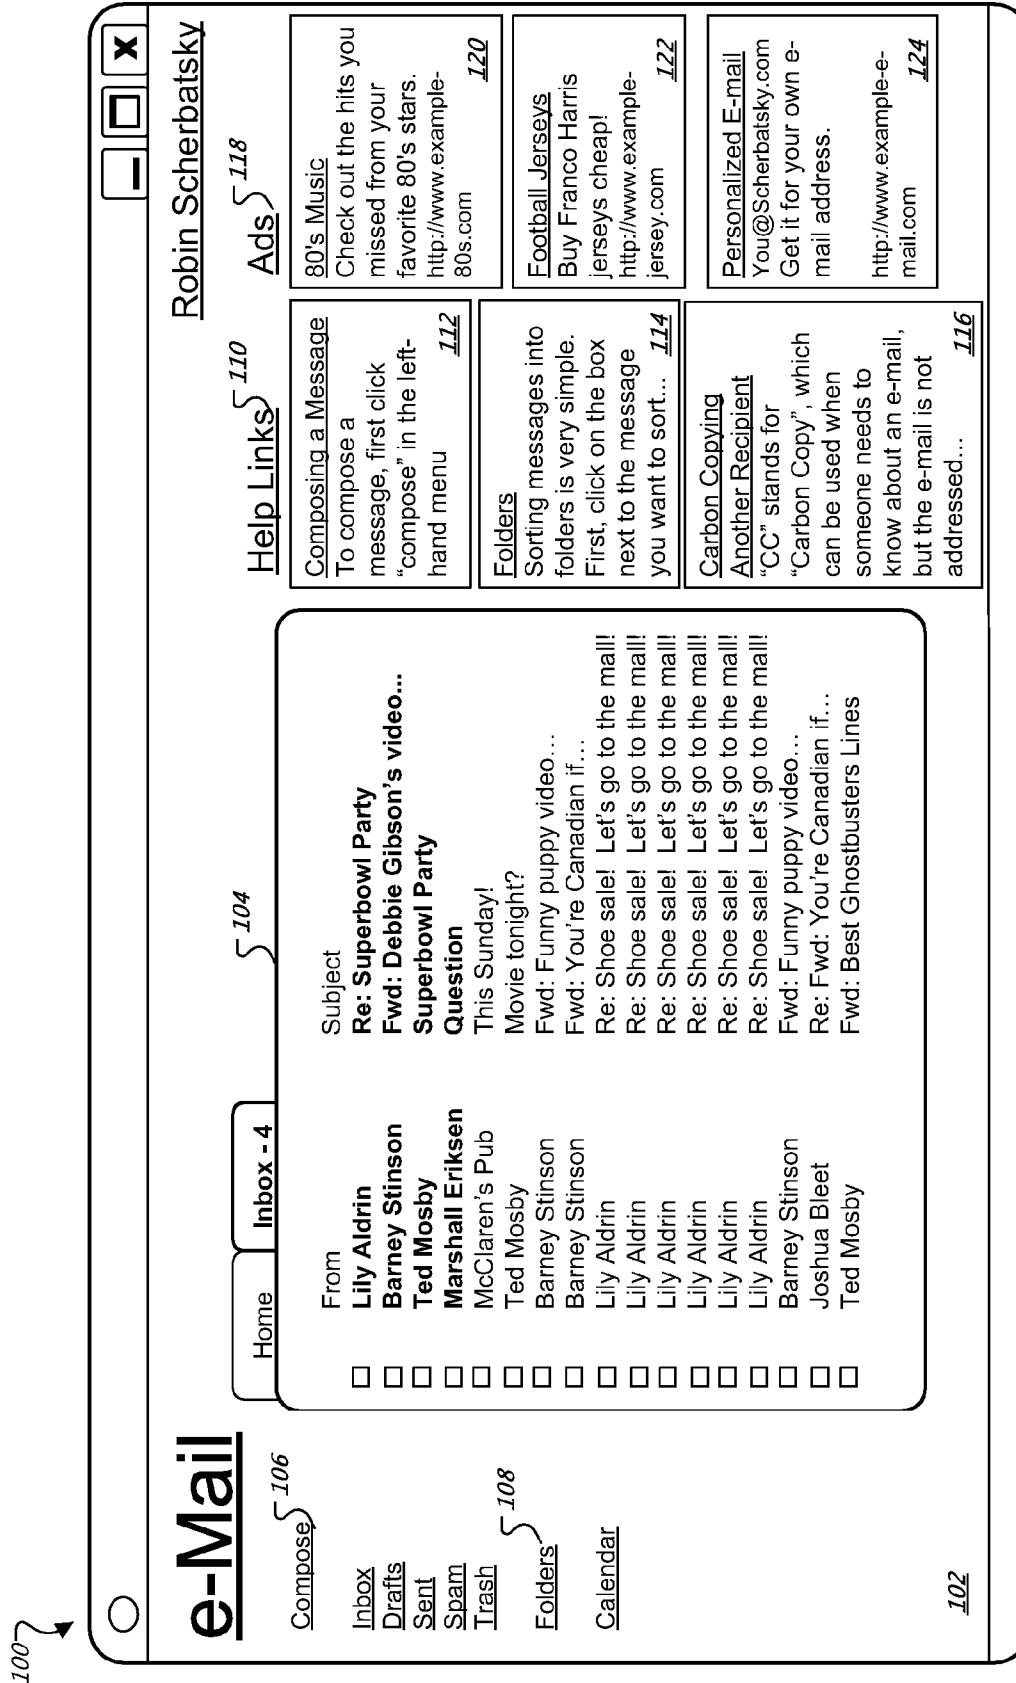 100
Robin Scherbatsky
e-Mail
Compose
106
Inbox
Drafts
Sent
Spam
Trash
108
Folders
Calendar
102
104
Home
Inbox - 4
From Subject
Lily Aldrin Re: Superbowl Party
Barney Stinson Fwd: Debbie Gibson's video...
Ted Mosby Superbowl Party
Marshall Eriksen Question
McClaren's Pub This Sunday!
Ted Mosby Movie tonight?
Barney Stinson Fwd: Funny puppy video...
Barney Stinson Fwd: You're Canadian if...
Lily Aldrin Re: Shoe sale! Let's go to the mall!
Lily Aldrin Re: Shoe sale! Let's go to the mall!
Lily Aldrin Re: Shoe sale! Let's go to the mall!
Lily Aldrin Re: Shoe sale! Let's go to the mall!
Lily Aldrin Re: Shoe sale! Let's go to the mall!
Lily Aldrin Re: Shoe sale! Let's go to the mall!
Barney Stinson Fwd: Funny puppy video...
Joshua Bleet Re: Fwd: You're Canadian if...
Ted Mosby Fwd: Best Ghostbusters Lines
Help Links
110
Composing a Message
To compose a
message, first click
“compose” in the left-
hand menu
112
Folders
Sorting messages into
folders is very simple.
First, click on the box
next to the message
you want to sort...
114
Carbon Copying
Another Recipient
“CC” stands for
“Carbon Copy”, which
can be used when
someone needs to
know about an e-mail,
but the e-mail is not
addressed...
116
Ads
118
80's Music
Check out the hits you
missed from your
favorite 80's stars.
http://www.example-
80s.com
120
Football Jerseys
Buy Franco Harris
jerseys cheap!
http://www.example-
jersey.com
122
Personalized E-mail
You@Scherbatsky.com
Get it for your own e-
mail address.
http://www.example-e-
mail.com
124